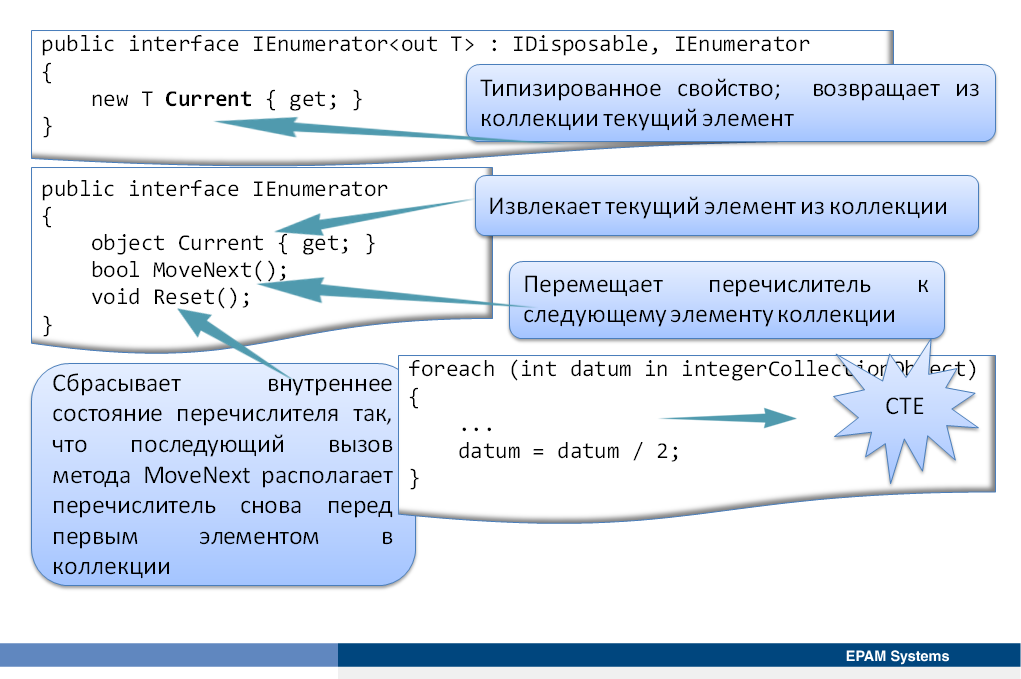 public interface IEnumerator<out T> : IDisposable, IEnumerator
{
    new T Current { get; }
}
Типизированное свойство; возвращает из
коллекции текущий элемент
public interface IEnumerator
{
    object Current { get; }
    bool MoveNext();
    void Reset();
}
Извлекает текущий элемент из коллекции
Перемещает перечислитель к
следующему элементу коллекции
Сбрасывает внутреннее
состояние перечислителя так,
что последующий вызов
метода MoveNext располагает
перечислитель снова перед
первым элементом в
коллекции
foreach (int datum in integerCollectionObject)
{
    ...
    datum = datum / 2;
}
CTE
EPAM Systems